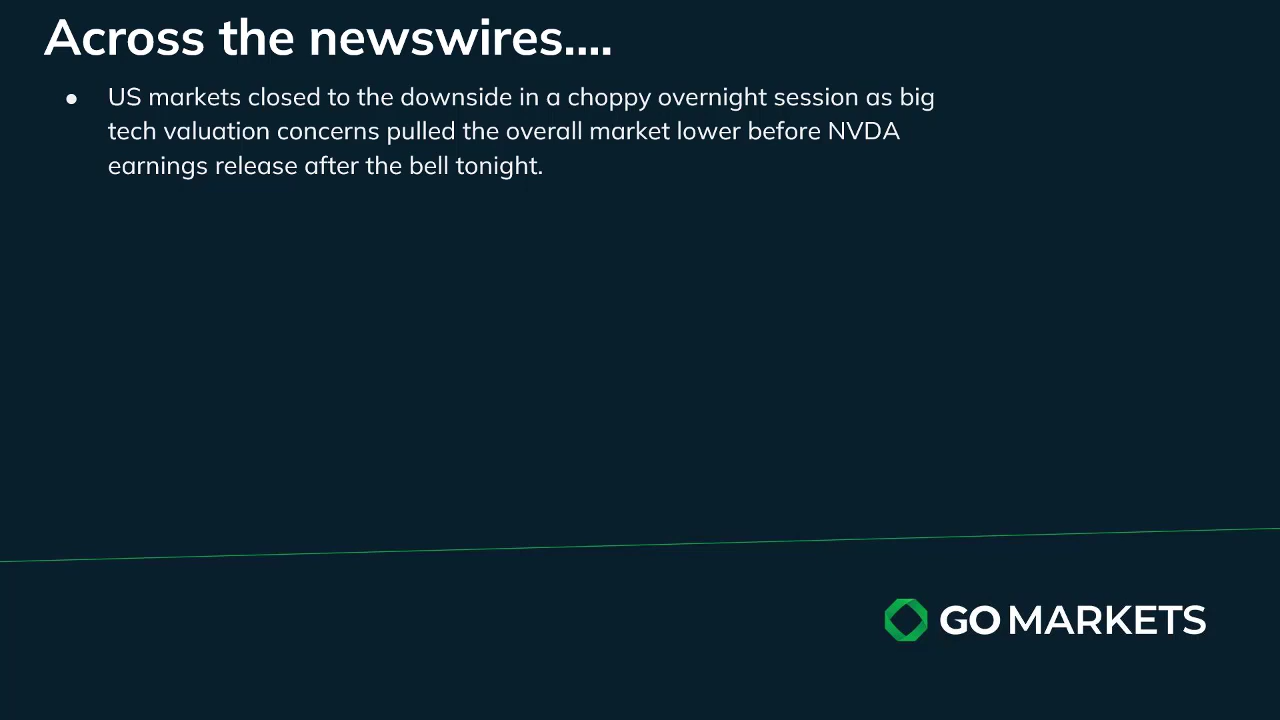 Across the newswires....
● US markets closed to the downside in a choppy overnight session as big
tech valuation concerns pulled the overall market lower before NVDA
earnings release after the bell tonight.
GO MARKETS